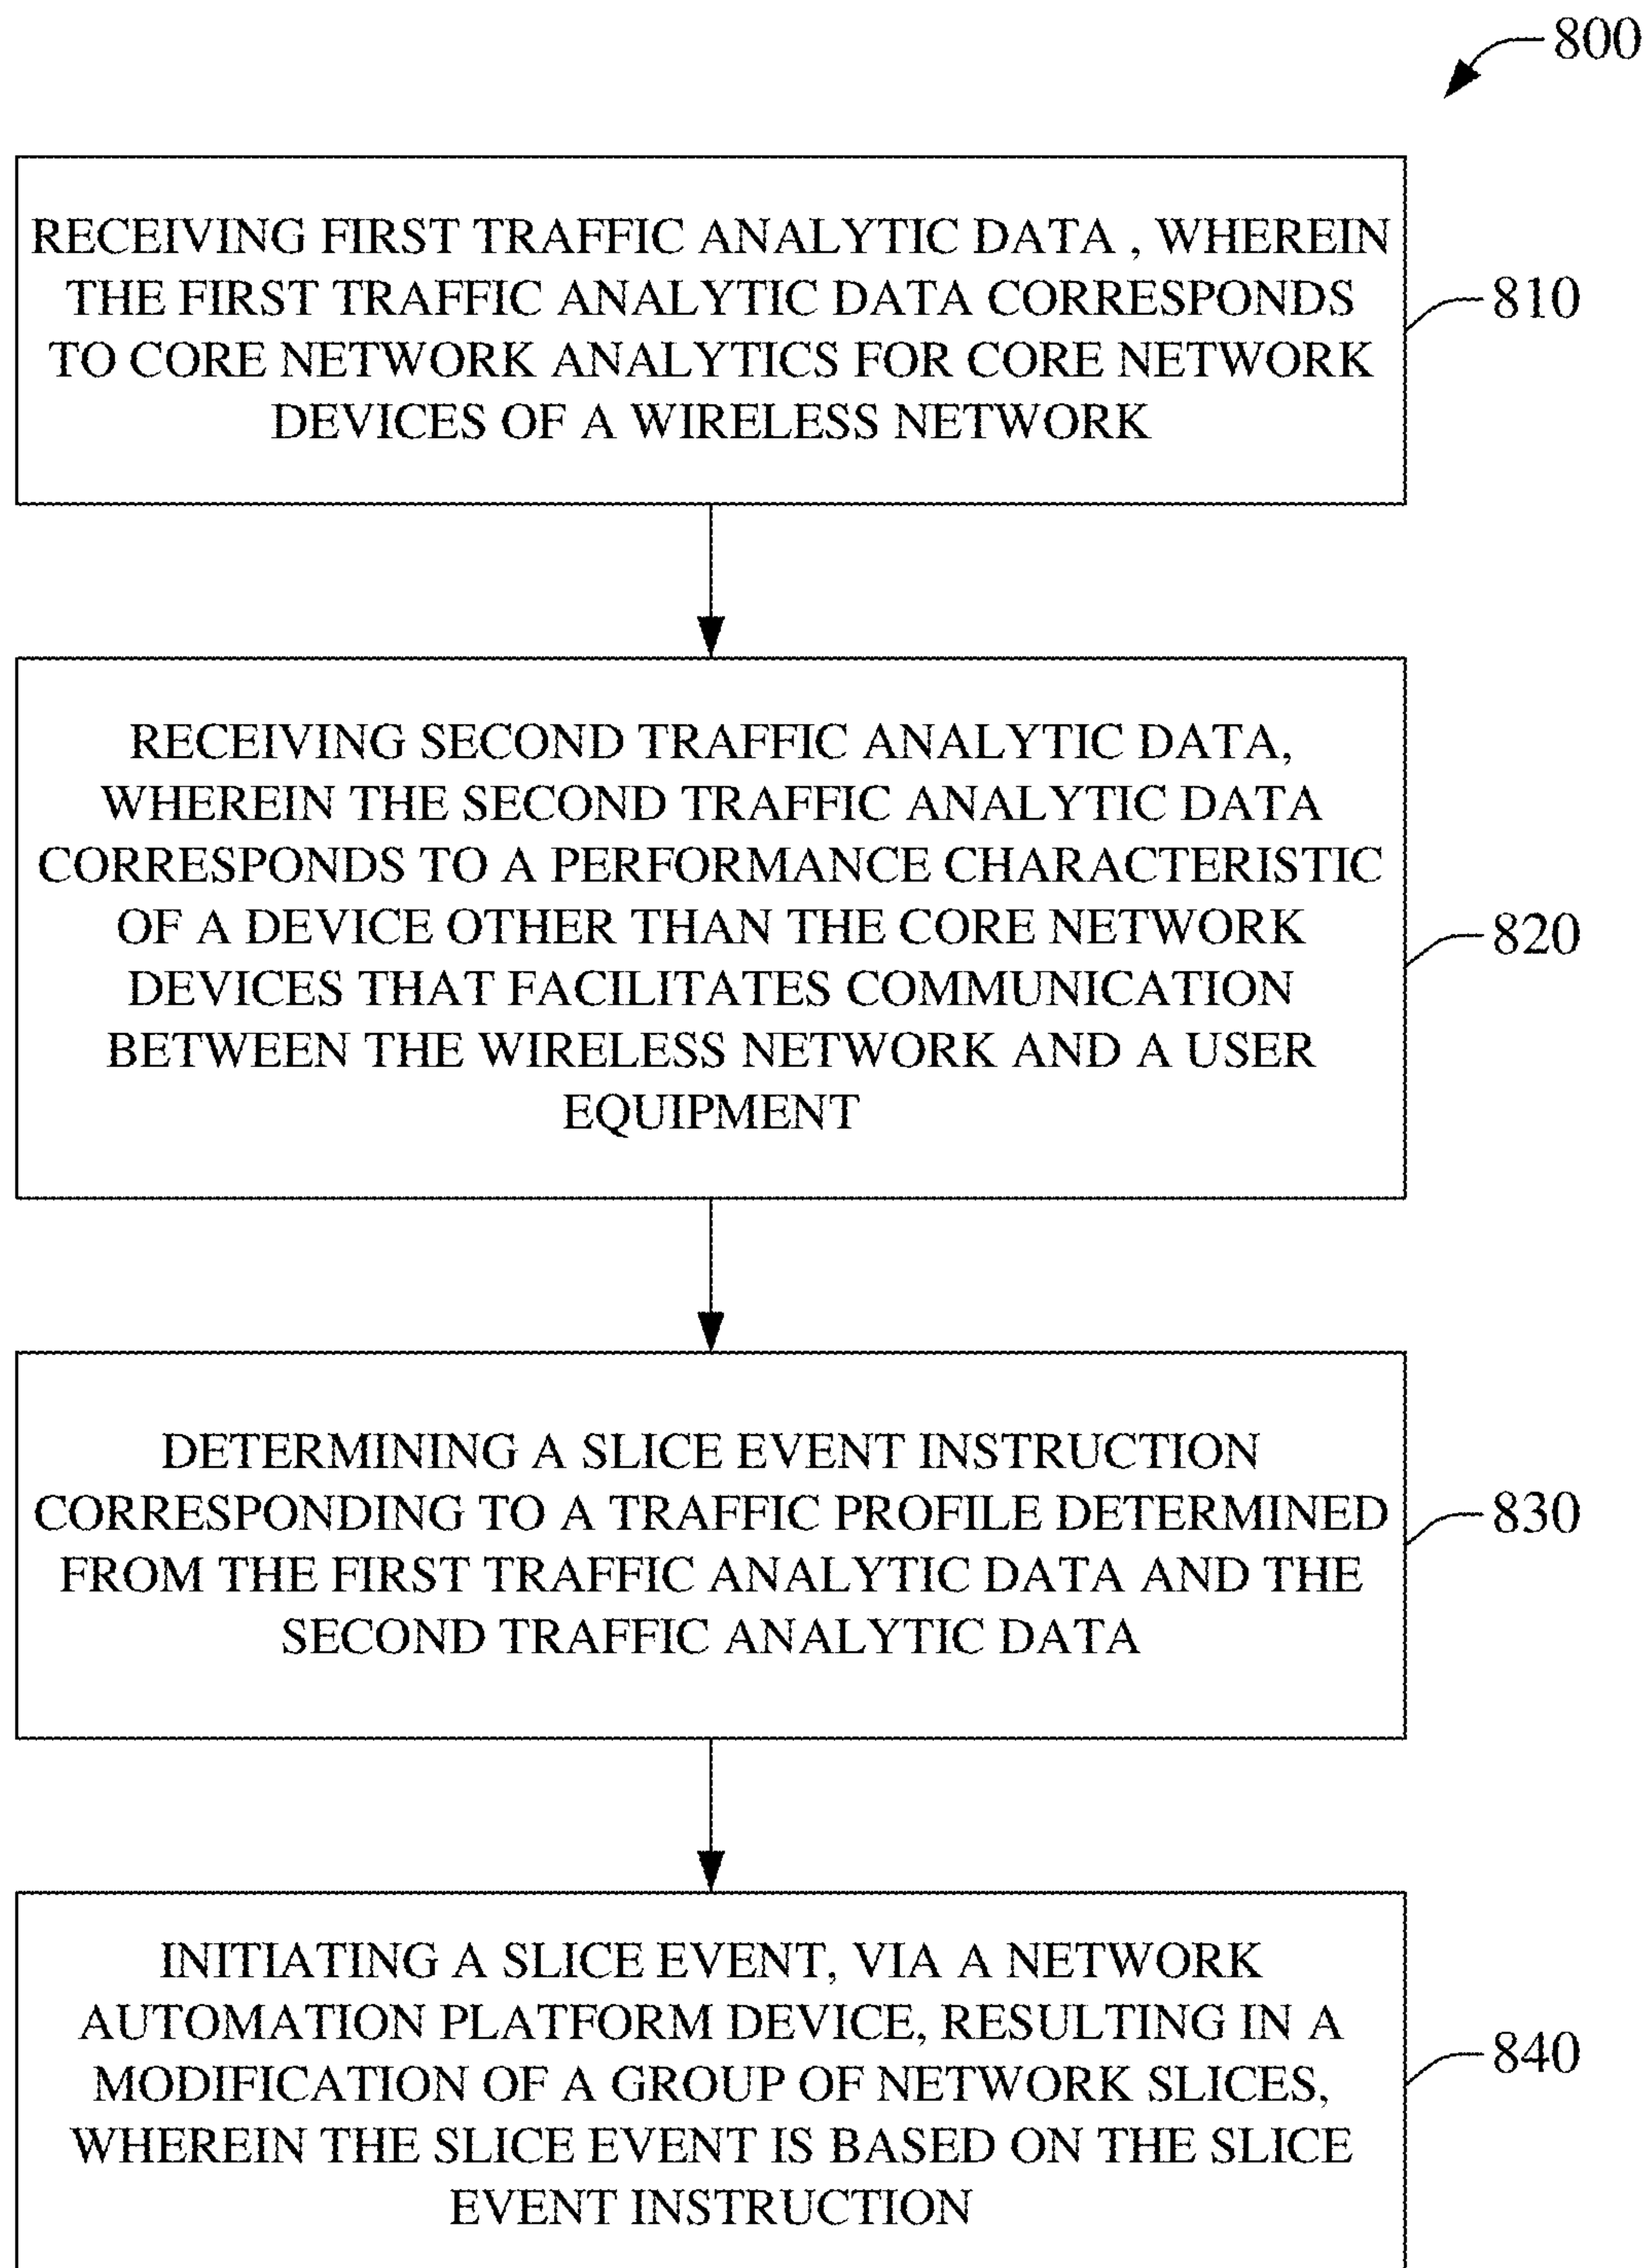 800
RECEIVING FIRST TRAFFIC ANALYTIC DATA , WHEREIN
THE FIRST TRAFFIC ANALYTIC DATA CORRESPONDS
TO CORE NETWORK ANALYTICS FOR CORE NETWORK
DEVICES OF A WIRELESS NETWORK
810
RECEIVING SECOND TRAFFIC ANALYTIC DATA,
WHEREIN THE SECOND TRAFFIC ANALYTIC DATA
CORRESPONDS TO A PERFORMANCE CHARACTERISTIC
OF A DEVICE OTHER THAN THE CORE NETWORK
DEVICES THAT FACILITATES COMMUNICATION
BETWEEN THE WIRELESS NETWORK AND A USER
EQUIPMENT
820
DETERMINING A SLICE EVENT INSTRUCTION
CORRESPONDING TO A TRAFFIC PROFILE DETERMINED
FROM THE FIRST TRAFFIC ANALYTIC DATA AND THE
SECOND TRAFFIC ANALYTIC DATA
830
INITIATING A SLICE EVENT, VIA A NETWORK
AUTOMATION PLATFORM DEVICE, RESULTING IN A
MODIFICATION OF A GROUP OF NETWORK SLICES,
WHEREIN THE SLICE EVENT IS BASED ON THE SLICE
EVENT INSTRUCTION
840